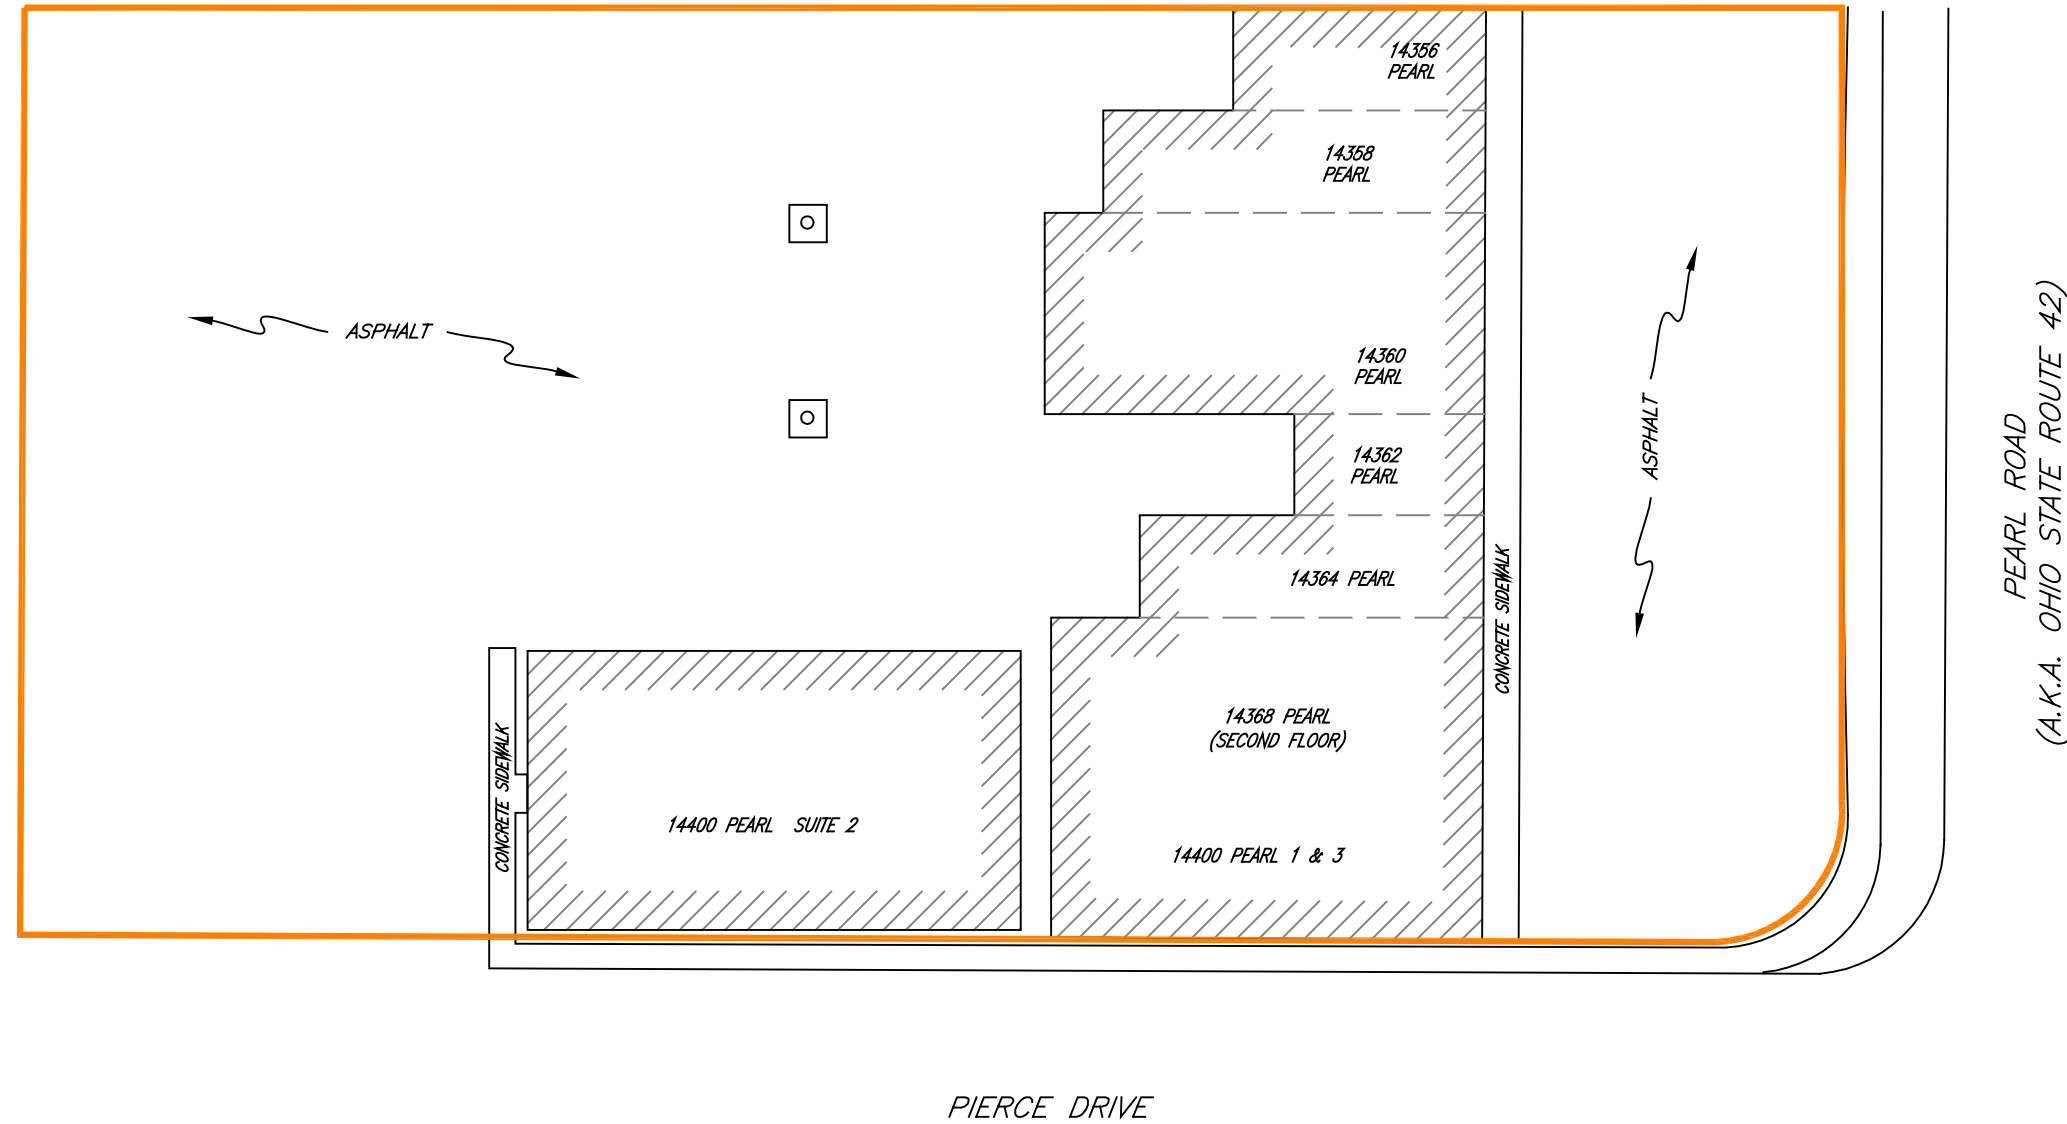 14356
PEARL
14358
PEARL
ASPHALT
14360
PEARL
ASPHALT
14362
PEARL
14364 PEARL
CONCRETE SIDEWALK
PEARL ROAD
(A.K.A. OHIO STATE ROUTE 42)
14368 PEARL
(SECOND FLOOR)
CONCRETE SIDEWALK
14400 PEARL SUITE 2
14400 PEARL 1 & 3
PIERCE DRIVE